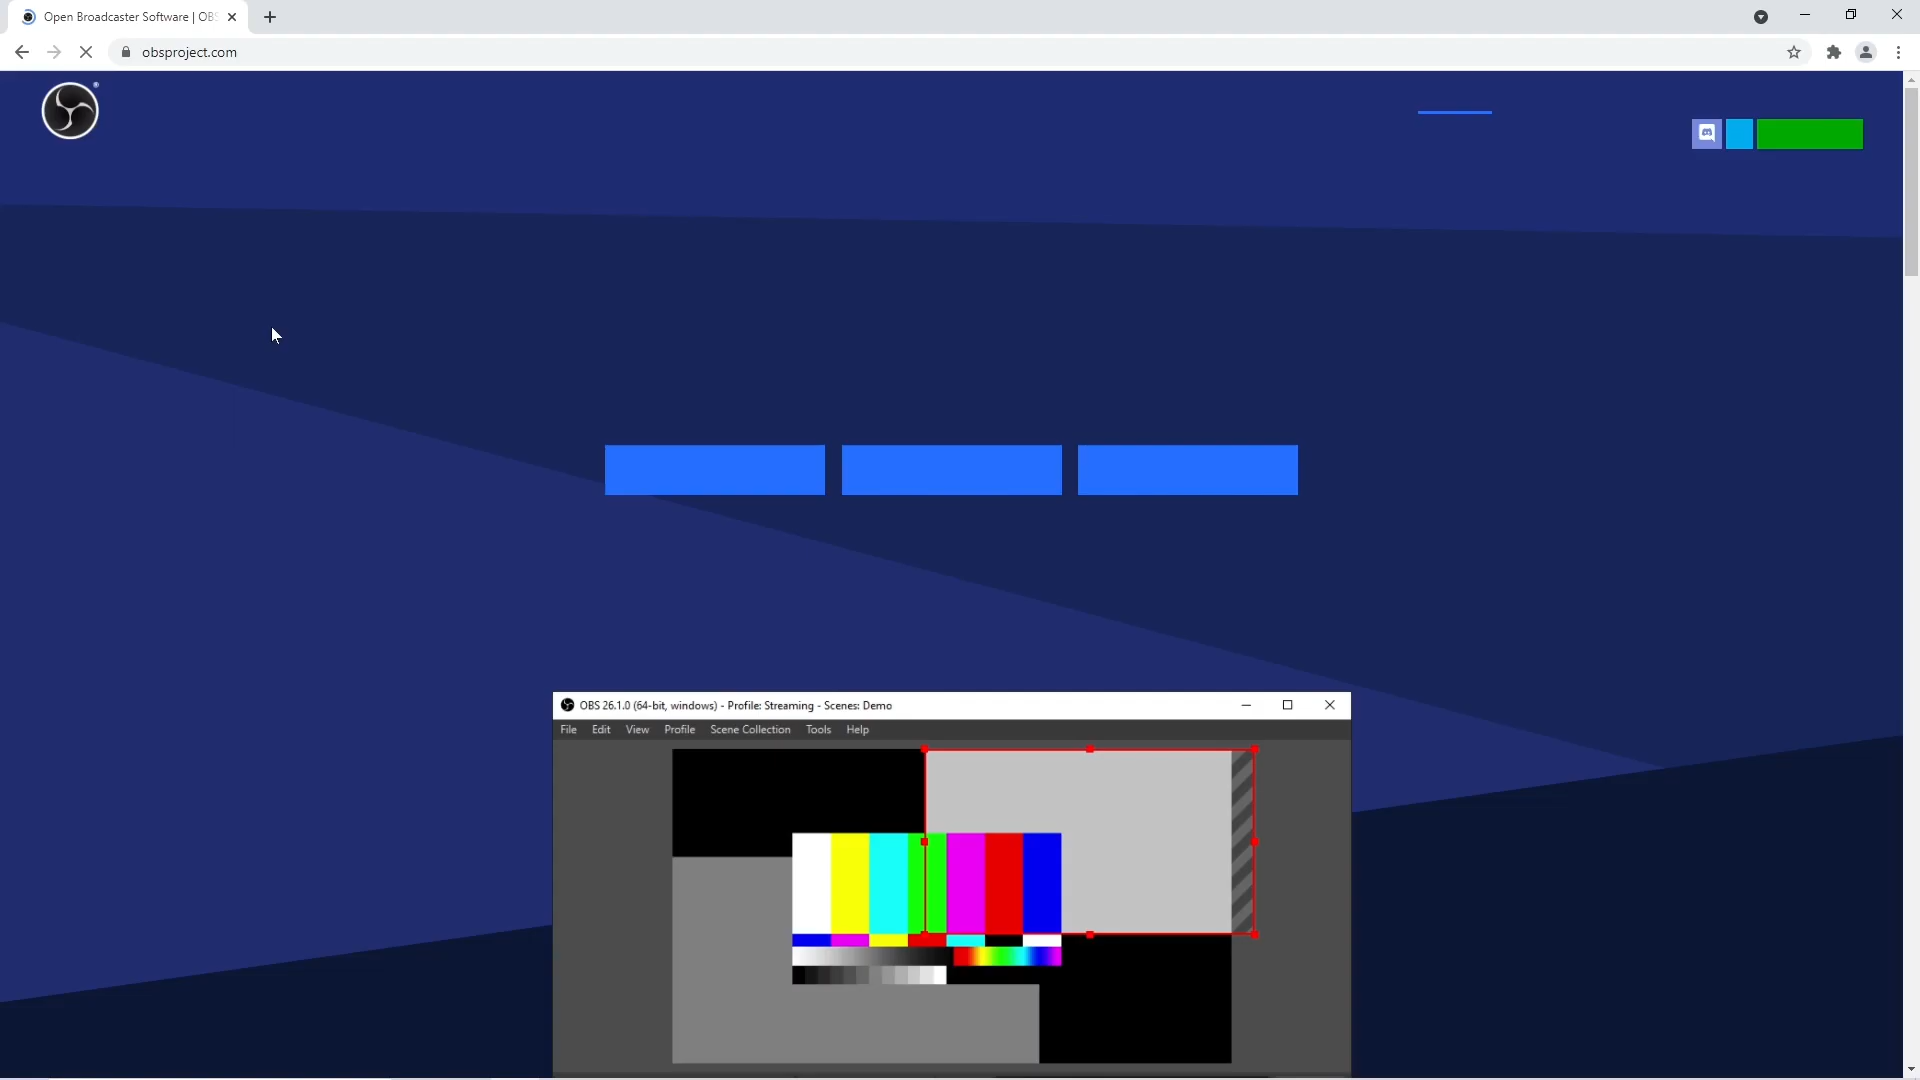 Open Broadcaster Software | OBS
obsproject.com
OBS 26.1.0 (64-bit, windows) - Profile: Streaming - Scenes: Demo
File Edit View Profile Scene Collection Tools Help